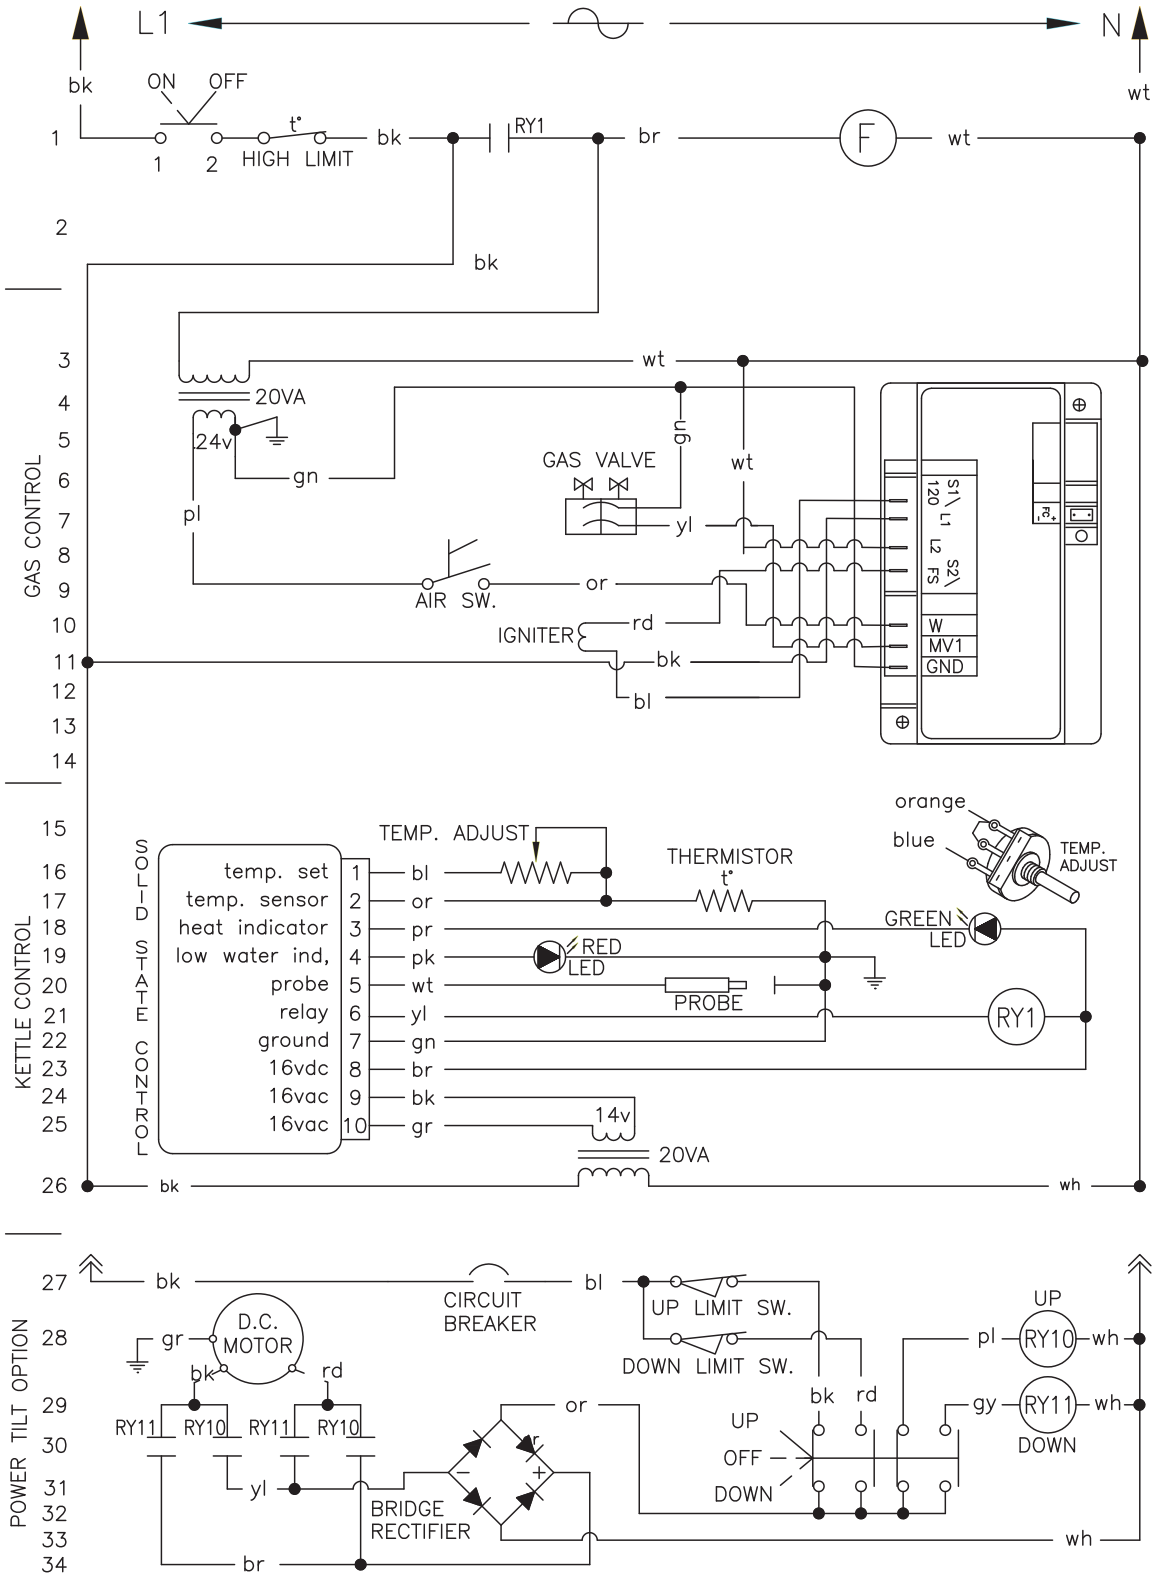 L1 N
bk
wt
ON OFF
1 t° bk RY1 br F wt
1 2 HIGH LIMIT
2
bk
3 wt
4 20VA
5 24v
gn
GAS VALVE
6 gn wt
S1\ 120
7 pl yl L1
8 L2
S2\ FS
FC + -
9 or
AIR SW.
10 IGNITER rd W
MV1
11 bk GND
12 bl
13
14
GAS CONTROL
orange
blue
TEMP. ADJUST
15 TEMP. ADJUST
THERMISTOR
t°
16 temp. set 1 bl
17 temp. sensor 2 or
18 heat indicator 3 pr GREEN LED
19 low water ind, 4 pk RED LED
20 probe 5 wt PROBE
21 relay 6 yl RY1
22 ground 7 gn
23 16vdc 8 br
24 16vac 9 bk
14v
25 16vac 10 gr
20VA
26 bk wh
SOLID STATE CONTROL
KETTLE CONTROL
27 bk bl
CIRCUIT BREAKER
UP LIMIT SW.
UP
28 gr D.C. MOTOR pl RY10 wh
DOWN LIMIT SW.
bk rd
bk rd
29 or gy RY11 wh
RY11 RY10 RY11 RY10
UP
DOWN
30 r
OFF
- +
31 yl DOWN
BRIDGE RECTIFIER
32
33 wh
34 br
POWER TILT OPTION